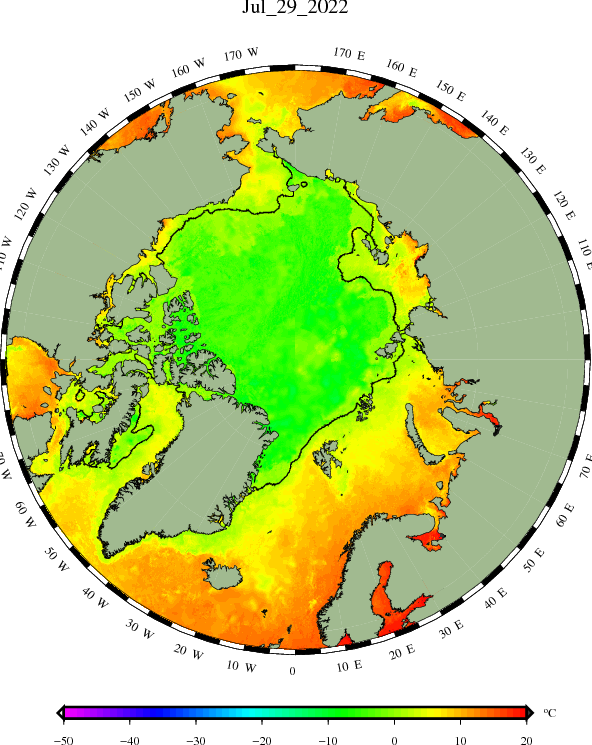 Jul_29_2022
170 W
170 E
160 W
160 E
150 W
150 E
140 W
140 E
130 W
130 E
120 W
120 E
110 E
70 E
60 W
60 E
50 W
50 E
40 W
40 E
30 W
30 E
20 W
20 E
10 W
10 E
0
°C
−50 −40 −30 −20 −10 0 10 20